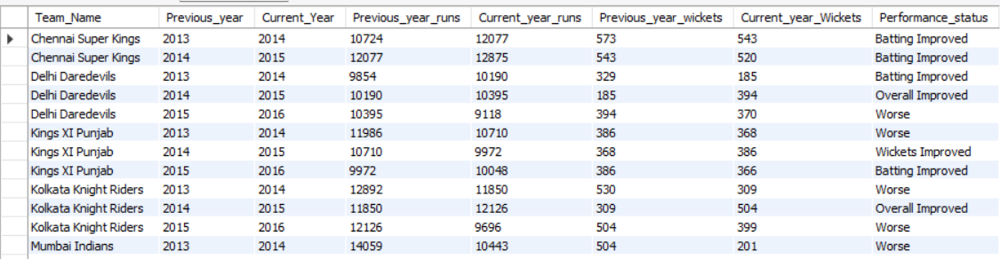 Team_Name Previous_year Current_Year Previous_year_runs Current_year_runs Previous_year_wickets Current_year_Wickets Performance_status
Chennai Super Kings 2013 2014 10724 12077 573 543 Batting Improved
Chennai Super Kings 2014 2015 12077 12875 543 520 Batting Improved
Delhi Daredevils 2013 2014 9854 10190 329 185 Batting Improved
Delhi Daredevils 2014 2015 10190 10395 185 394 Overall Improved
Delhi Daredevils 2015 2016 10395 9118 394 370 Worse
Kings XI Punjab 2013 2014 11986 10710 386 368 Worse
Kings XI Punjab 2014 2015 10710 9972 368 386 Wickets Improved
Kings XI Punjab 2015 2016 9972 10048 386 366 Batting Improved
Kolkata Knight Riders 2013 2014 12892 11850 530 309 Worse
Kolkata Knight Riders 2014 2015 11850 12126 309 504 Overall Improved
Kolkata Knight Riders 2015 2016 12126 9696 504 399 Worse
Mumbai Indians 2013 2014 14059 10443 504 201 Worse